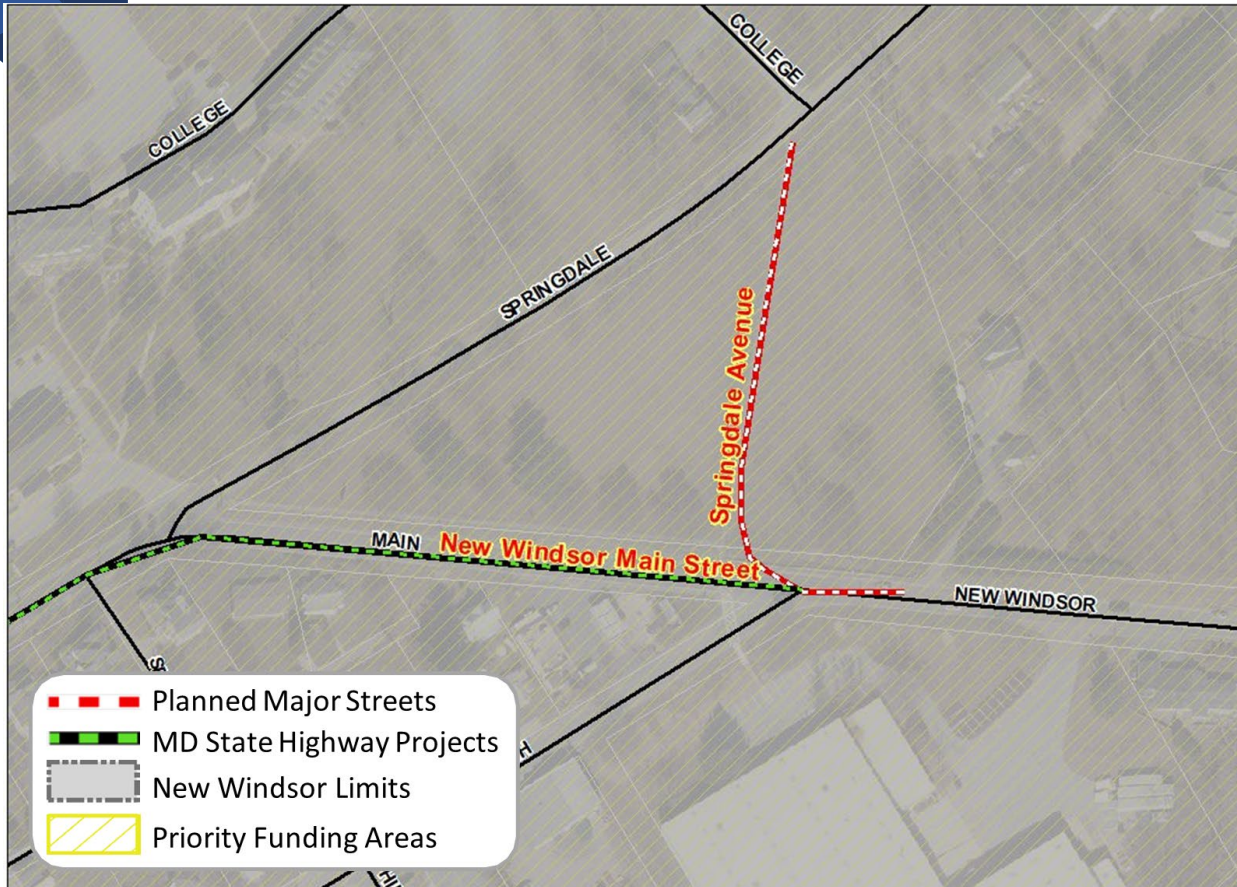 COLLEGE
COLLEGE
SPRINGDALE
Springdale Avenue
MAIN
New Windsor Main Street
NEW WINDSOR
Planned Major Streets
MD State Highway Projects
New Windsor Limits
Priority Funding Areas